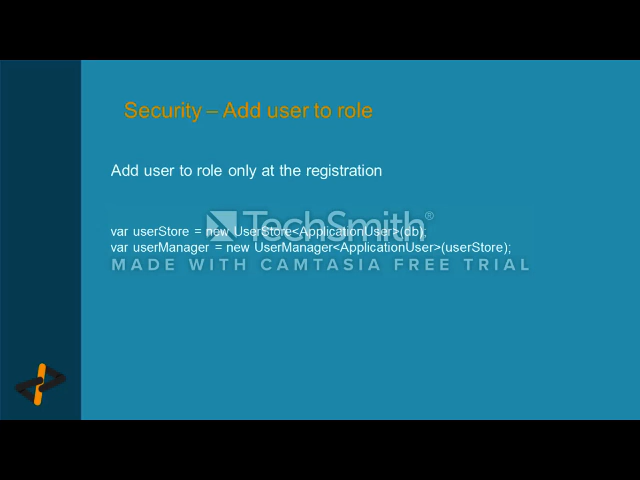 Security – Add user to role
Add user to role only at the registration
TechSmith®
var userStore = new UserStore<ApplicationUser>(db);
var userManager = new UserManager<ApplicationUser>(userStore);
MADE WITH CAMTASIA FREE TRIAL